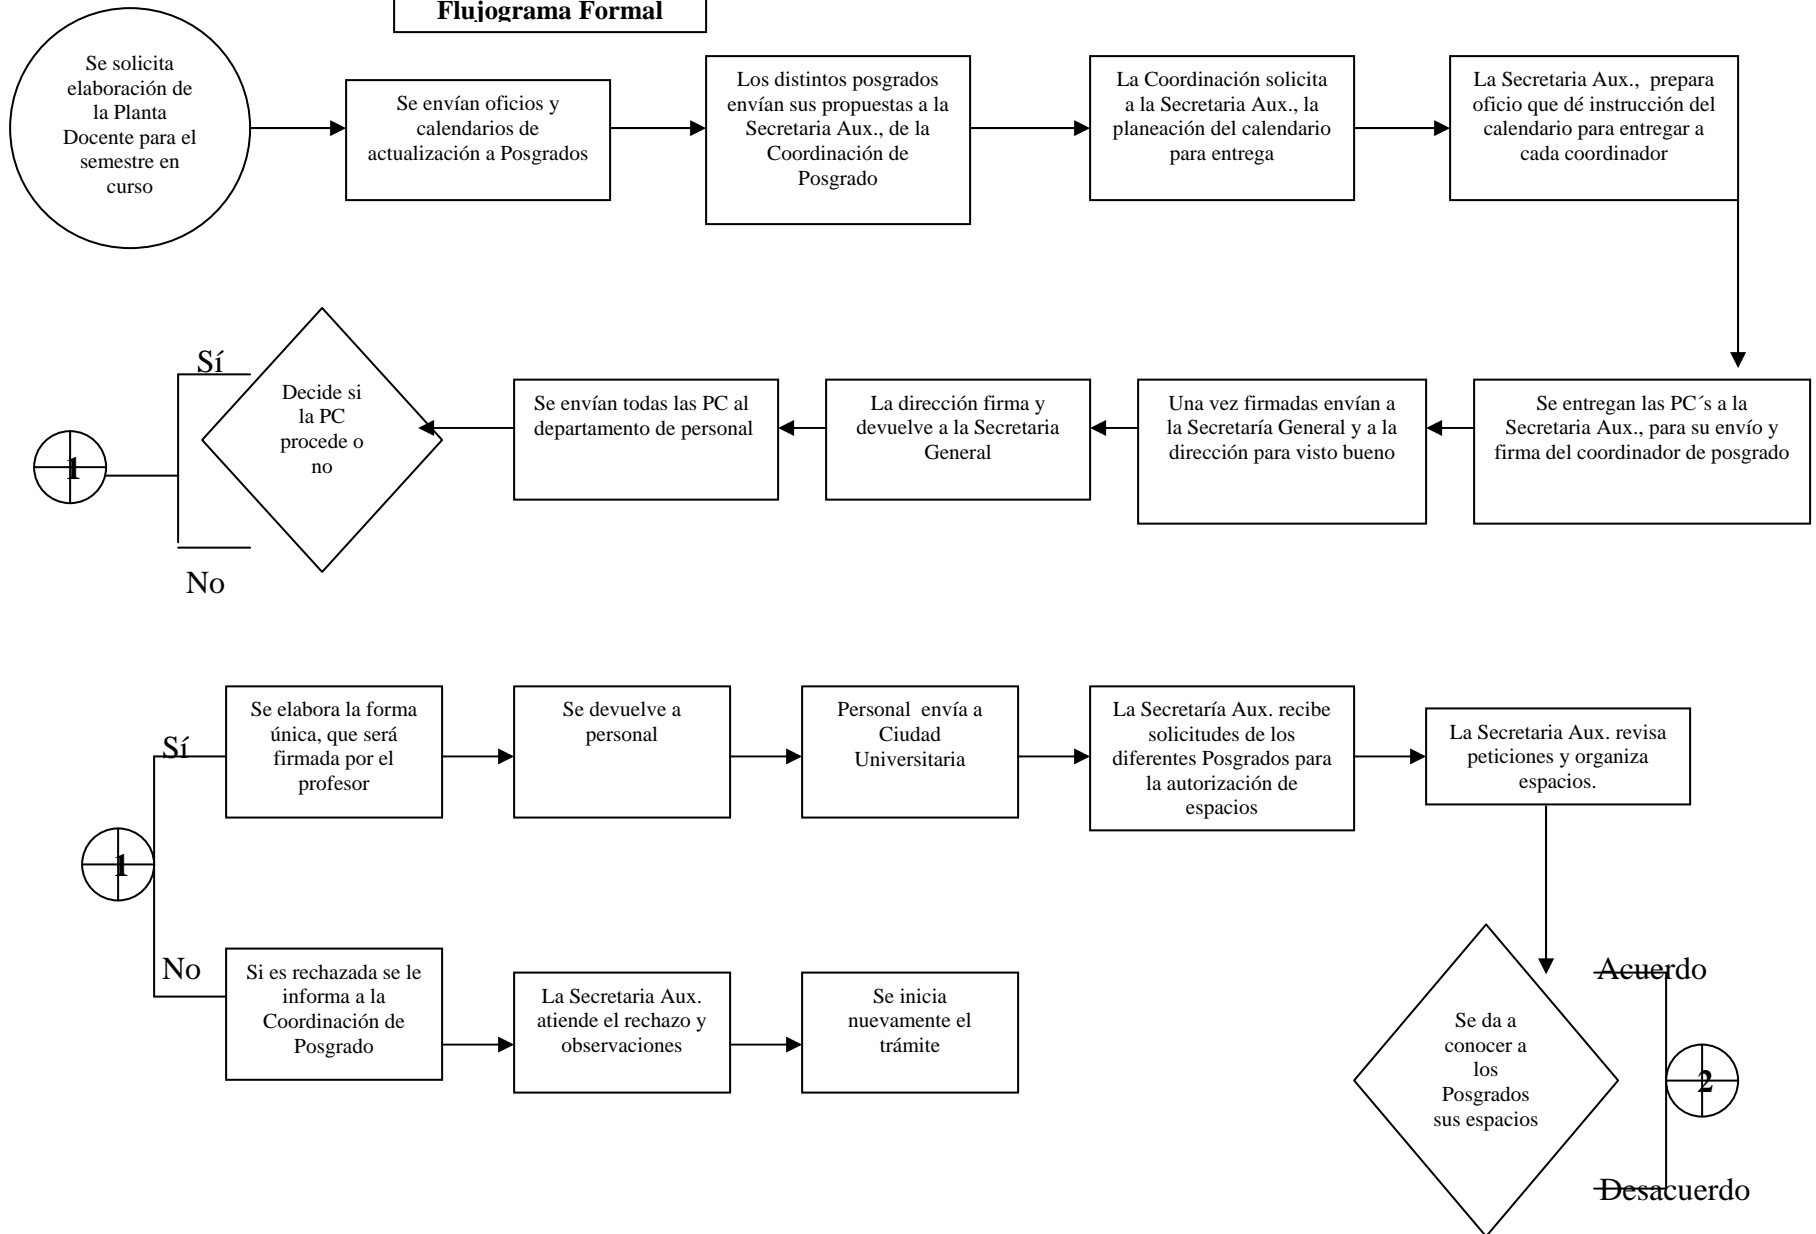 Flujograma Formal
Se solicita
elaboración de
la Planta
Docente para el
semestre en
curso
Se envían oficios y
calendarios de
actualización a Posgrados
Los distintos posgrados
envían sus propuestas a la
Secretaria Aux., de la
Coordinación de
Posgrado
La Coordinación solicita
a la Secretaria Aux., la
planeación del calendario
para entrega
La Secretaria Aux., prepara
oficio que dé instrucción del
calendario para entregar a
cada coordinador
Se entregan las PC´s a la
Secretaria Aux., para su envío y
firma del coordinador de posgrado
Una vez firmadas envían a
la Secretaría General y a la
dirección para visto bueno
La dirección firma y
devuelve a la Secretaria
General
Se envían todas las PC al
departamento de personal
Decide si
la PC
procede o
no
Sí
No
1
1
Sí
Se elabora la forma
única, que será
firmada por el
profesor
Se devuelve a
personal
Personal envía a
Ciudad
Universitaria
La Secretaría Aux. recibe
solicitudes de los
diferentes Posgrados para
la autorización de
espacios
La Secretaria Aux. revisa
peticiones y organiza
espacios.
No
Si es rechazada se le
informa a la
Coordinación de
Posgrado
La Secretaria Aux.
atiende el rechazo y
observaciones
Se inicia
nuevamente el
trámite
Se da a
conocer a
los
Posgrados
sus espacios
Acuerdo
2
Desacuerdo